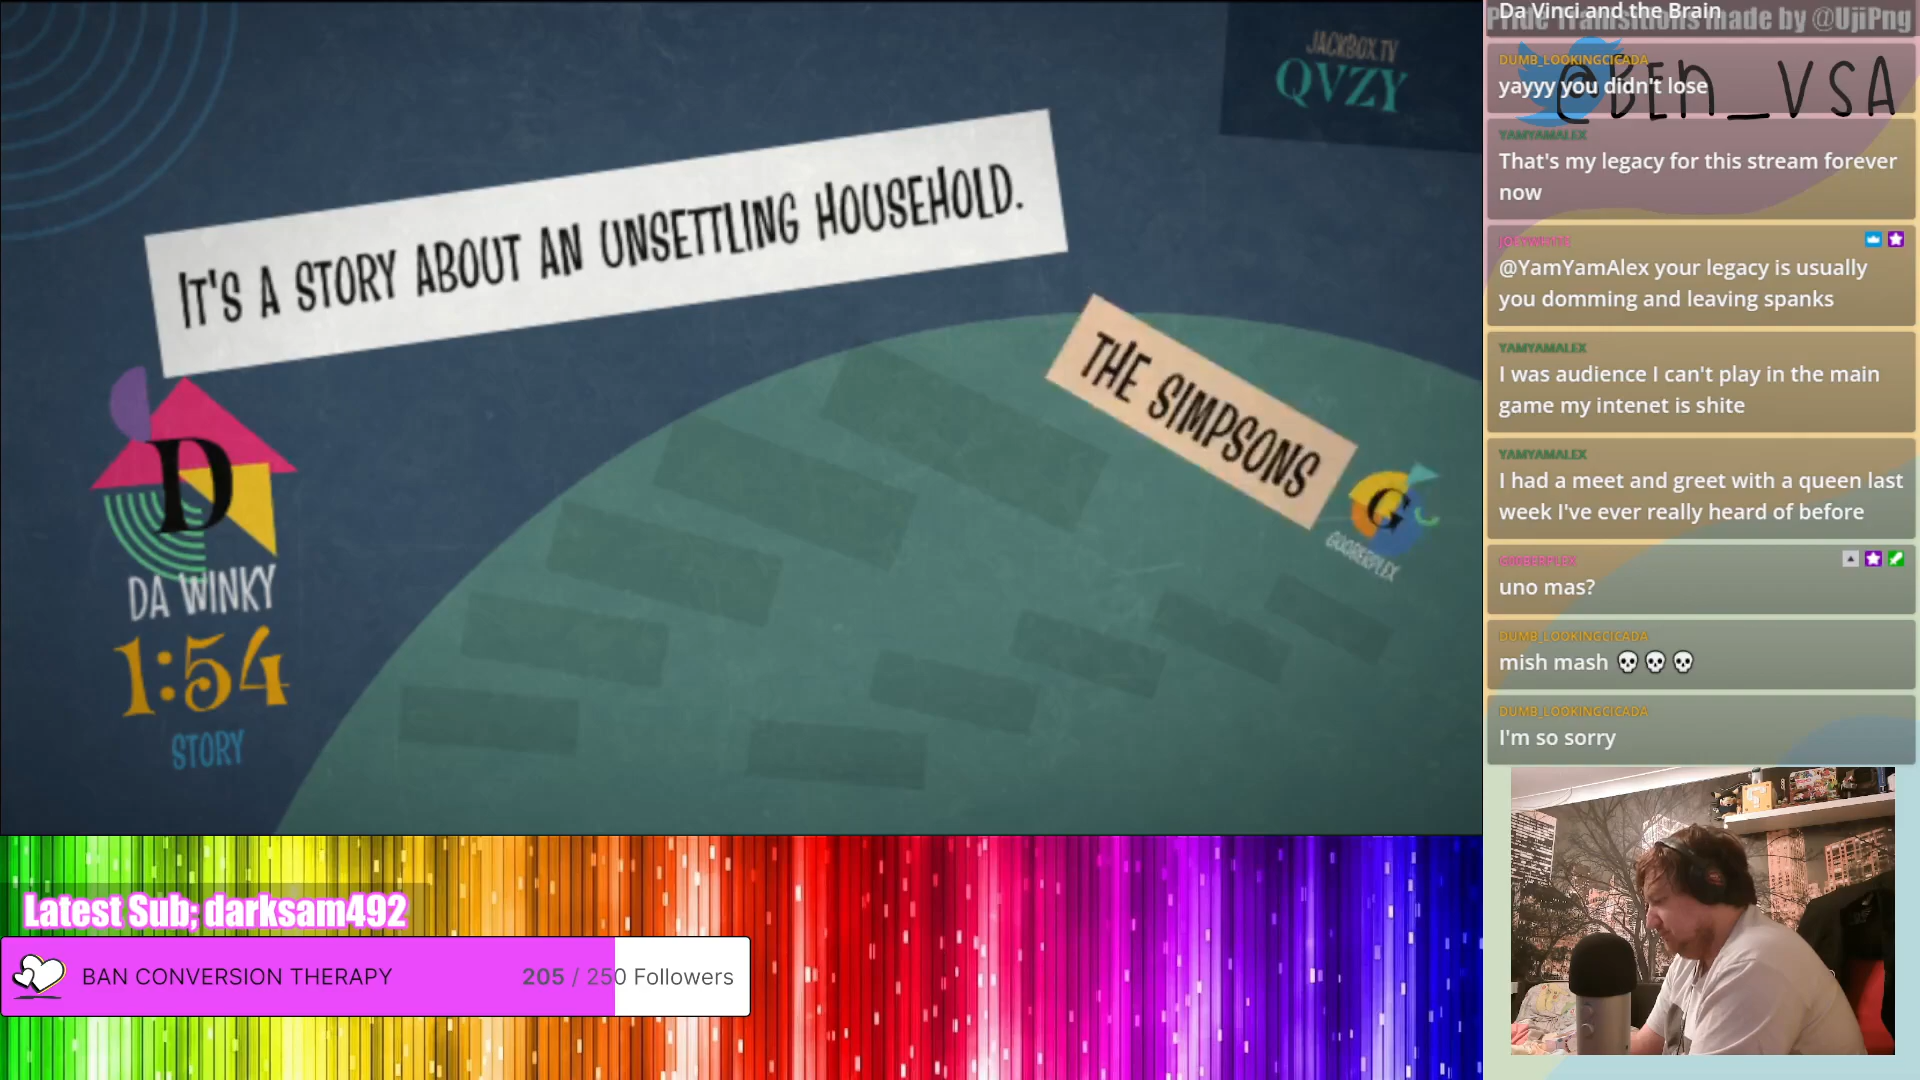 JACKBOX.TV
QVZY
IT'S A STORY ABOUT AN UNSETTLING HOUSEHOLD.
THE SIMPSONS
G
GOOBERPLEX
D
DA WINKY
1:54
STORY
Latest Sub; darksam492
BAN CONVERSION THERAPY
205 / 250 Followers
Pride Transitions made by @UjiPng
@BEN_VSA
Da Vinci and the Brain
DUMB_LOOKINGCICADA
yayyy you didn't lose
YAMYAMALEX
That's my legacy for this stream forever
now
@YamYamAlex your legacy is usually
you domming and leaving spanks
YAMYAMALEX
I was audience I can't play in the main
game my intenet is shite
YAMYAMALEX
I had a meet and greet with a queen last
week I've ever really heard of before
GOOBERPLEX
uno mas?
DUMB_LOOKINGCICADA
mish mash 💀💀💀
DUMB_LOOKINGCICADA
I'm so sorry